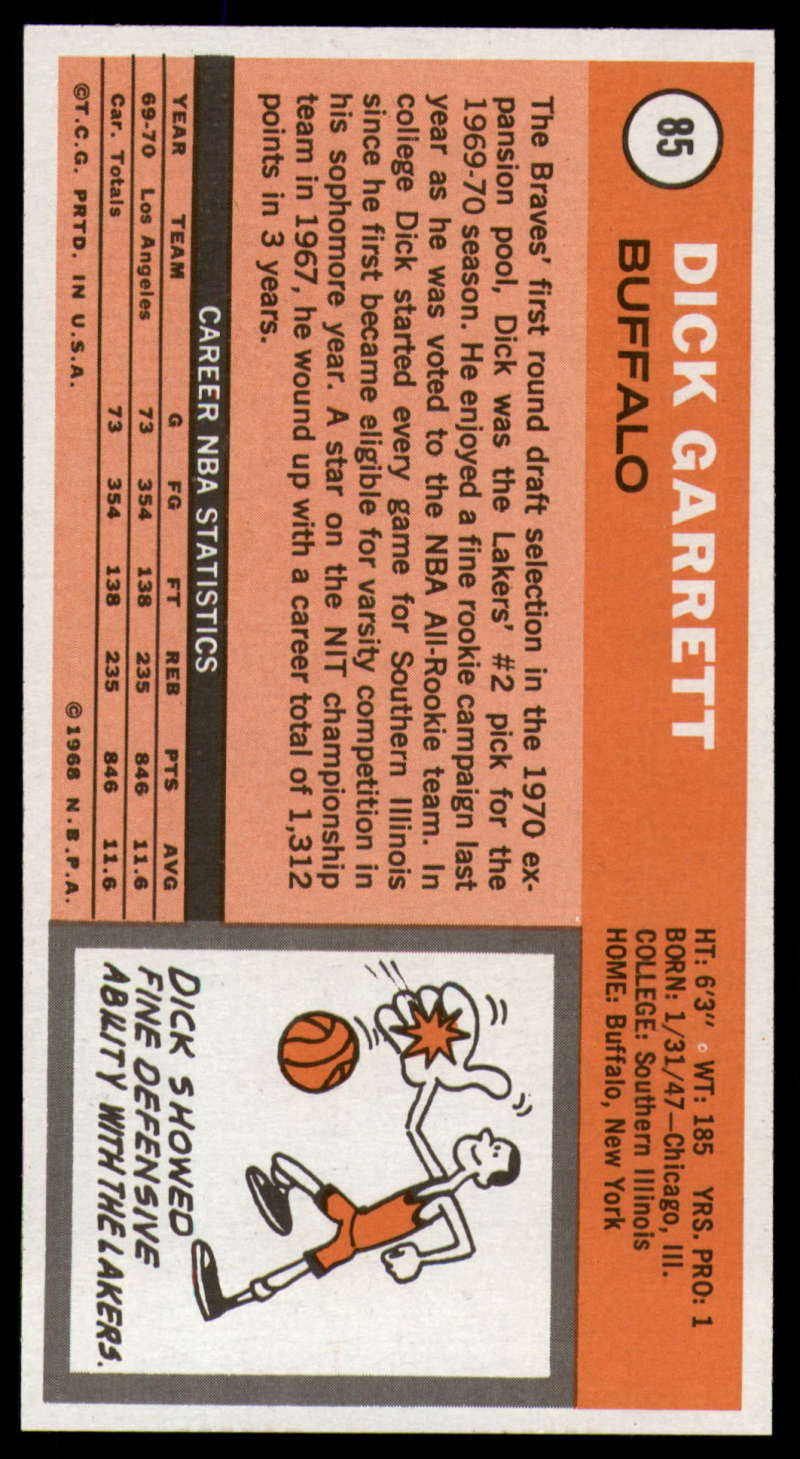 85
DICK GARRETT
BUFFALO
HT: 6'3" WT: 185 YRS. PRO: 1
BORN: 1/31/47—Chicago, Ill.
COLLEGE: Southern Illinois
HOME: Buffalo, New York
The Braves' first round draft selection in the 1970 ex-
pansion pool, Dick was the Lakers' #2 pick for the
1969-70 season. He enjoyed a fine rookie campaign last
year as he was voted to the NBA All-Rookie team. In
college Dick started every game for Southern Illinois
since he first became eligible for varsity competition in
his sophomore year. A star on the NIT championship
team in 1967, he wound up with a career total of 1,312
points in 3 years.
CAREER NBA STATISTICS
YEAR TEAM G FG FT REB PTS AVG
69-70 Los Angeles 73 354 138 235 846 11.6
Car. Totals 73 354 138 235 846 11.6
©T.C.G. PRTD. IN U.S.A. ©1968 N.B.P.A.
DICK SHOWED
FINE DEFENSIVE
ABILITY WITH THE LAKERS.